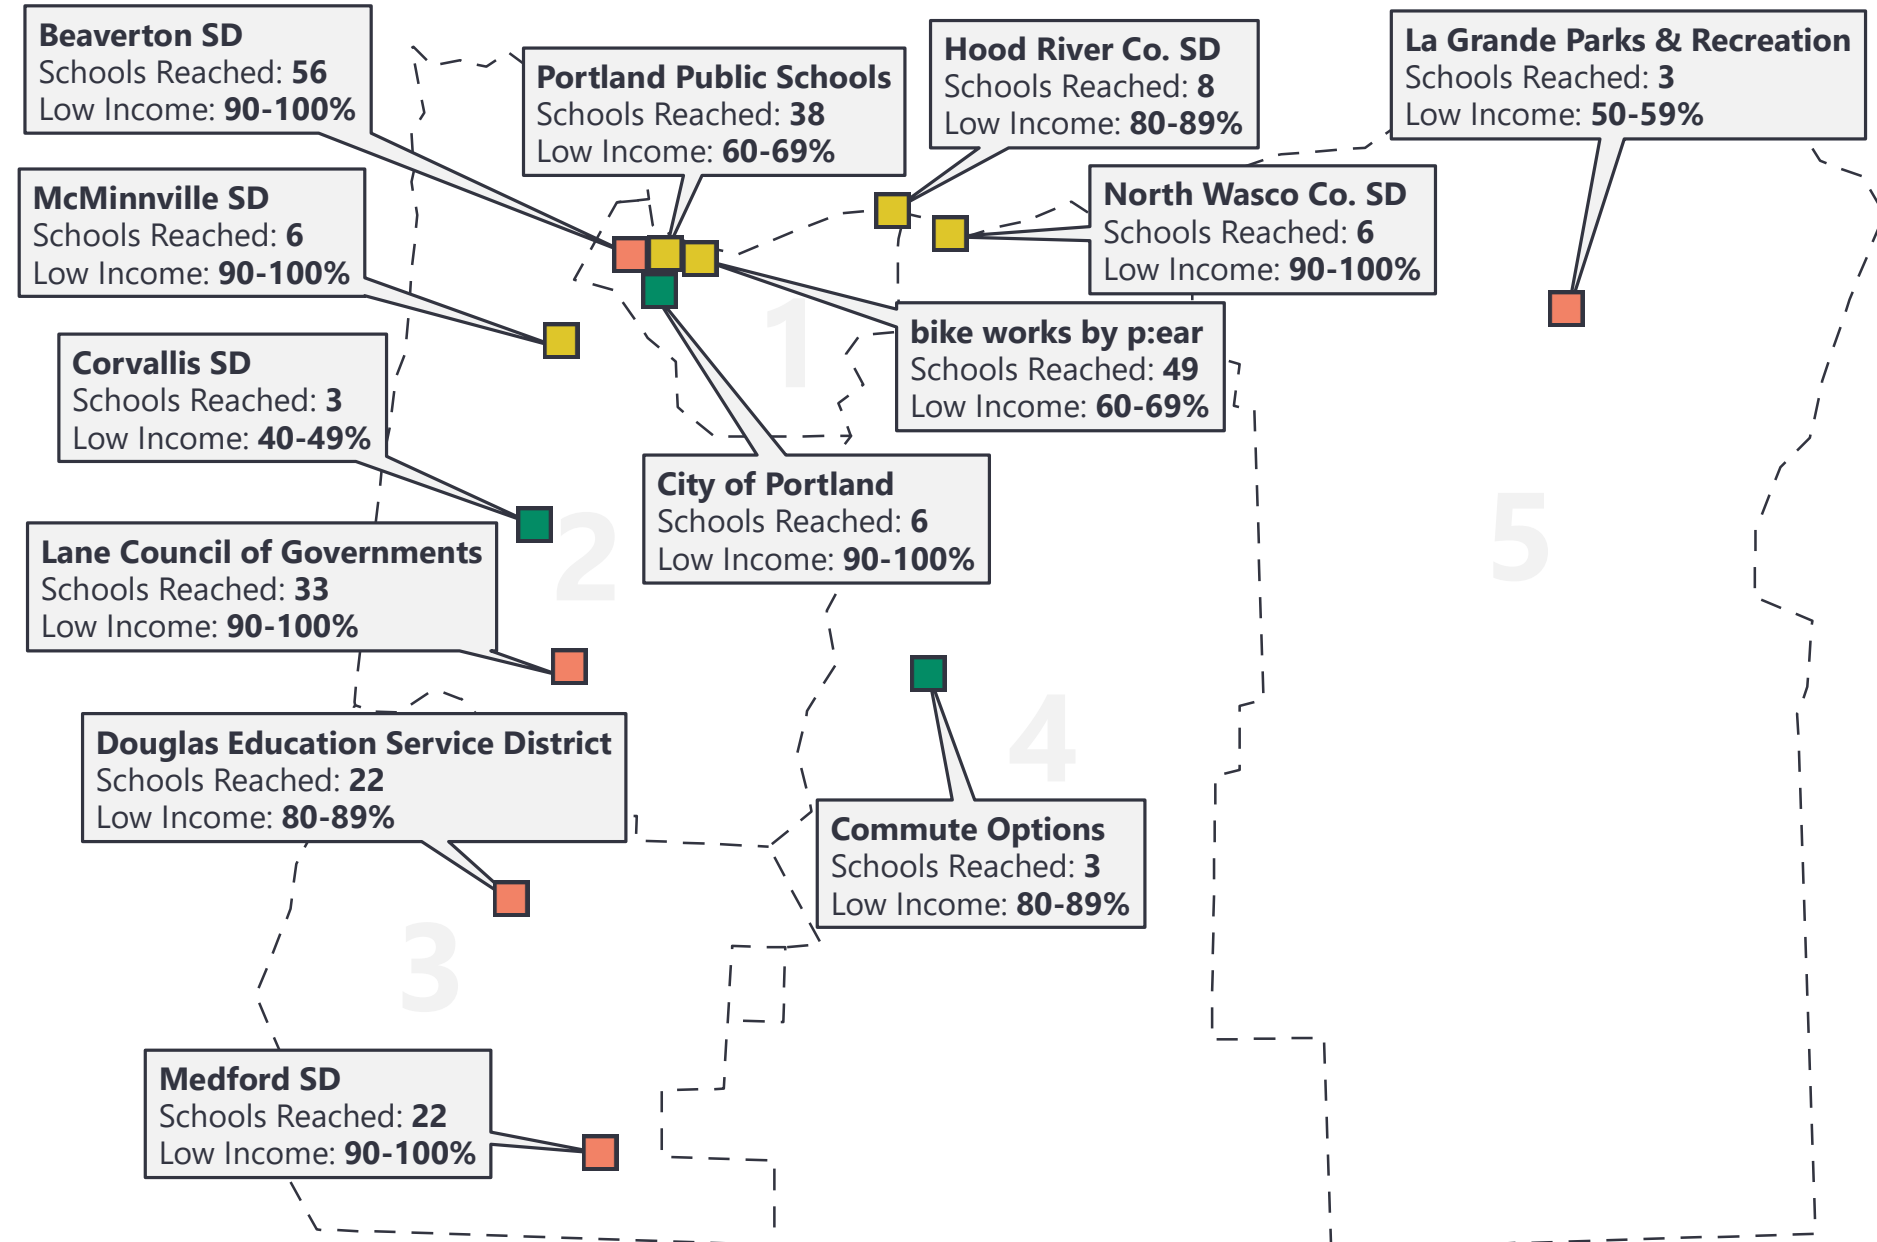 Beaverton SD
Schools Reached: 56
Low Income: 90-100%
Portland Public Schools
Schools Reached: 38
Low Income: 60-69%
Hood River Co. SD
Schools Reached: 8
Low Income: 80-89%
La Grande Parks & Recreation
Schools Reached: 3
Low Income: 50-59%
McMinnville SD
Schools Reached: 6
Low Income: 90-100%
North Wasco Co. SD
Schools Reached: 6
Low Income: 90-100%
1
bike works by p:ear
Schools Reached: 49
Low Income: 60-69%
Corvallis SD
Schools Reached: 3
Low Income: 40-49%
City of Portland
Schools Reached: 6
Low Income: 90-100%
2
5
Lane Council of Governments
Schools Reached: 33
Low Income: 90-100%
4
Douglas Education Service District
Schools Reached: 22
Low Income: 80-89%
Commute Options
Schools Reached: 3
Low Income: 80-89%
3
Medford SD
Schools Reached: 22
Low Income: 90-100%